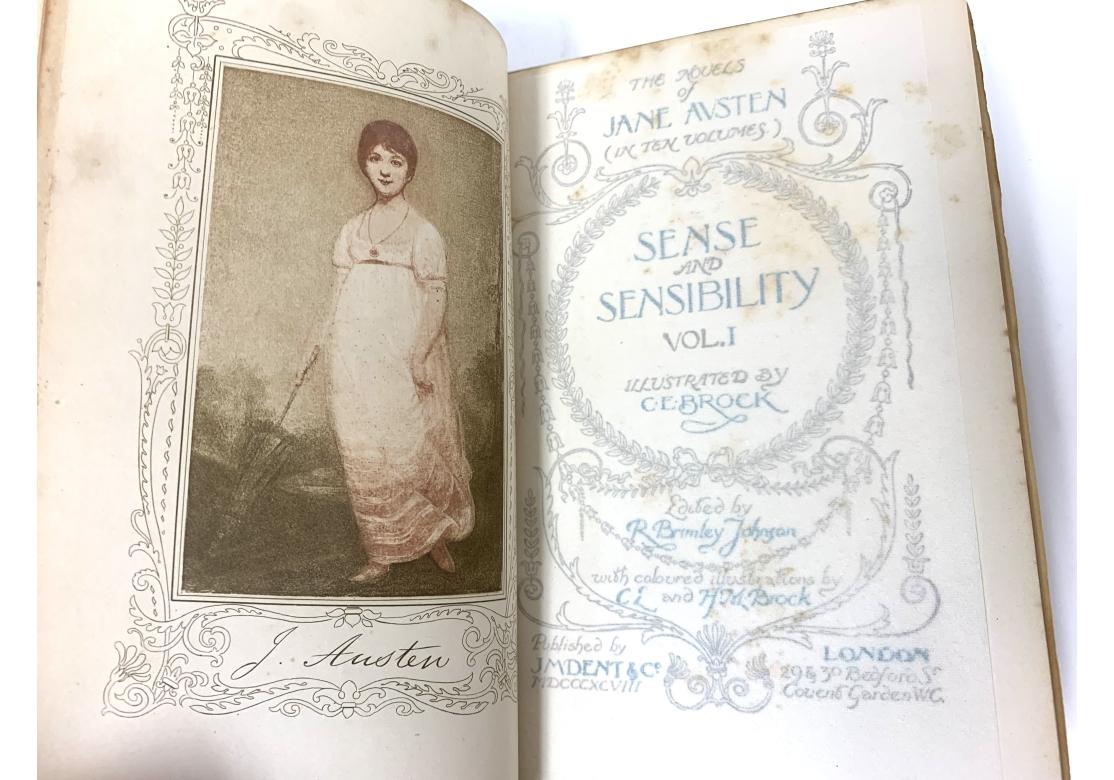 J. Austen
THE NOVELS
of
JANE AVSTEN
(IN TEN VOLUMES.)
SENSE
AND
SENSIBILITY
VOL. I
ILLUSTRATED BY
C.E. BROCK
Edited by
R. Brimley Johnson
with coloured illustrations by
C.E. and H.M. Brock
Published by
J.M. DENT & Co
MDCCCXCVIII
LONDON
29 & 30 Bedford St
Covent Garden W.C.